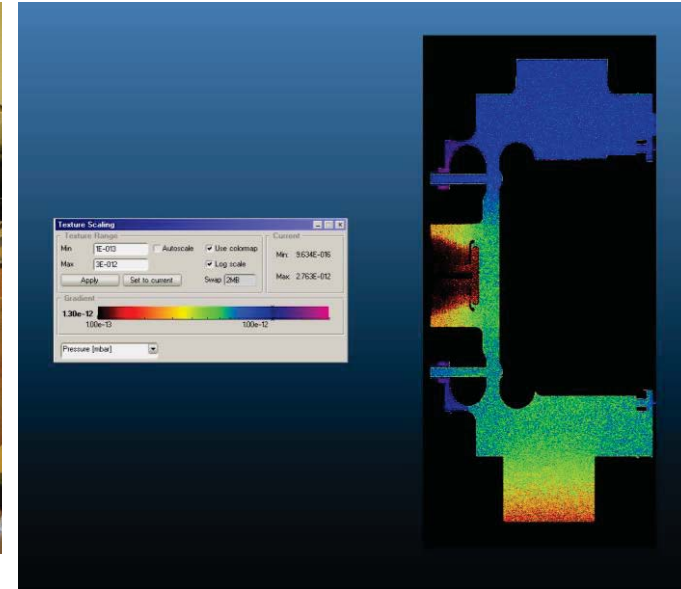 Texture Scaling
Texture Range
Min 1E-013 Autoscale Use colormap
Max 3E-012 Log scale
Apply Set to current Swap 2MB
Current
Min: 9.634E-016
Max: 2.763E-012
Gradient
1.30e-12
1.00e-13 1.00e-12
Pressure [mbar]